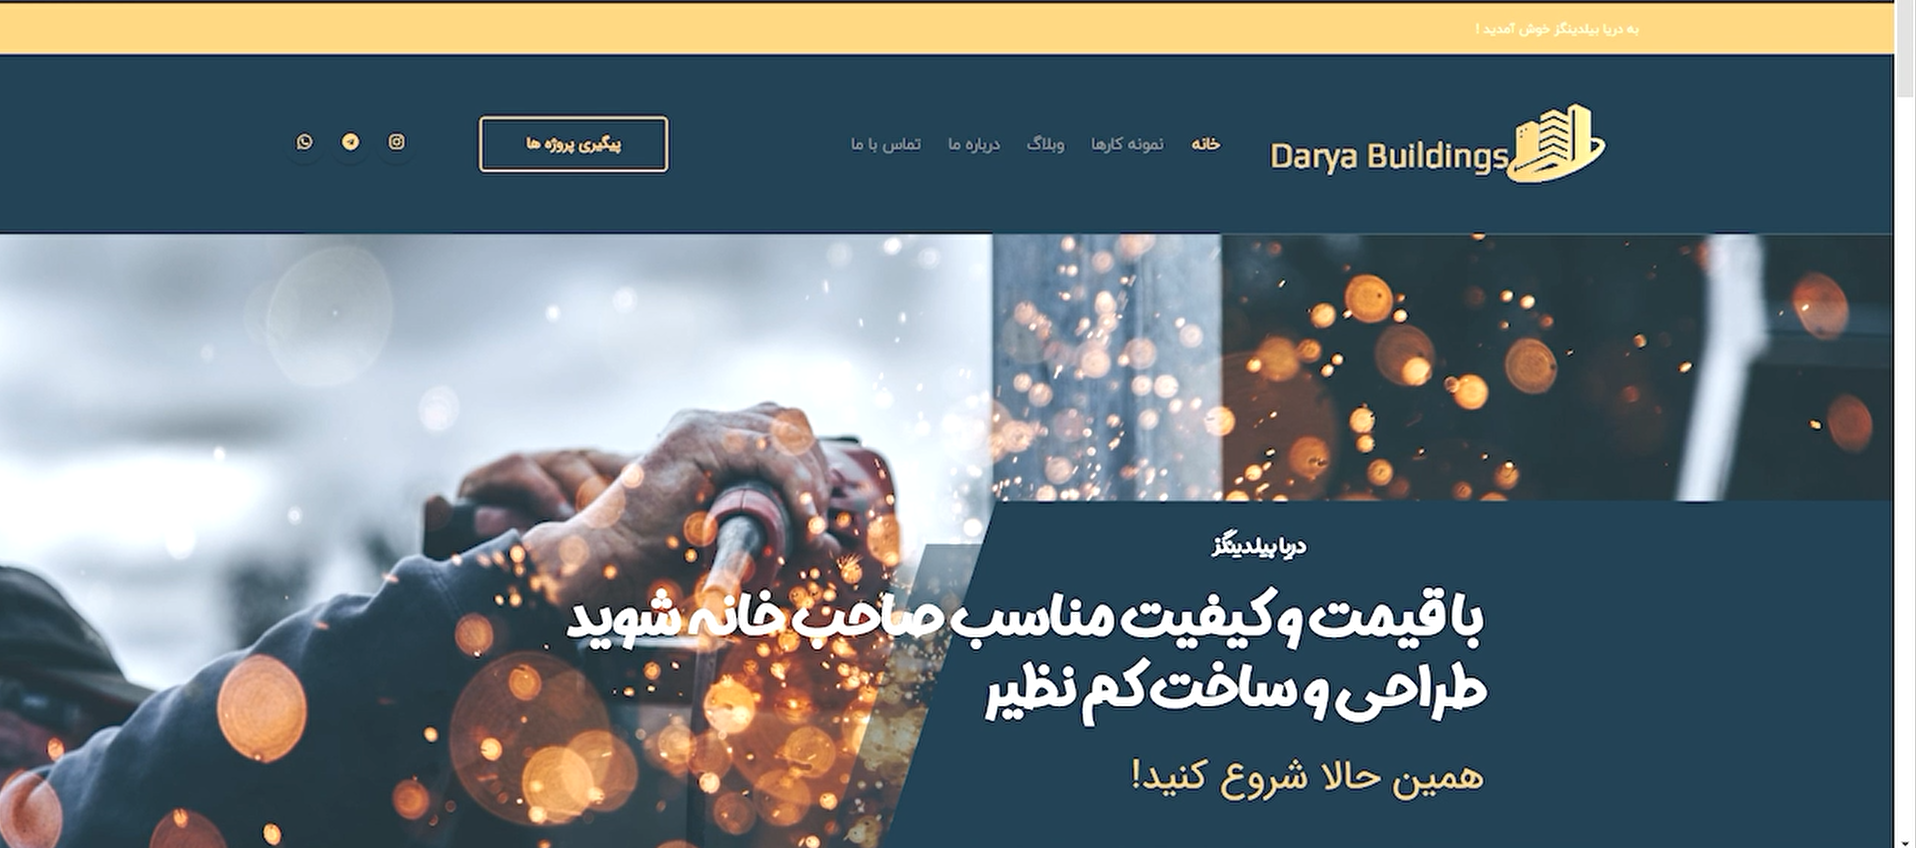 به دریا بیلدینگز خوش آمدید !
Darya Buildings
خانه
نمونه کارها
وبلاگ
درباره ما
تماس با ما
پیگیری پروژه ها
دریا بیلدینگز
با قیمت و کیفیت مناسب صاحب خانه شوید
طراحی و ساخت کم نظیر
همین حالا شروع کنید!